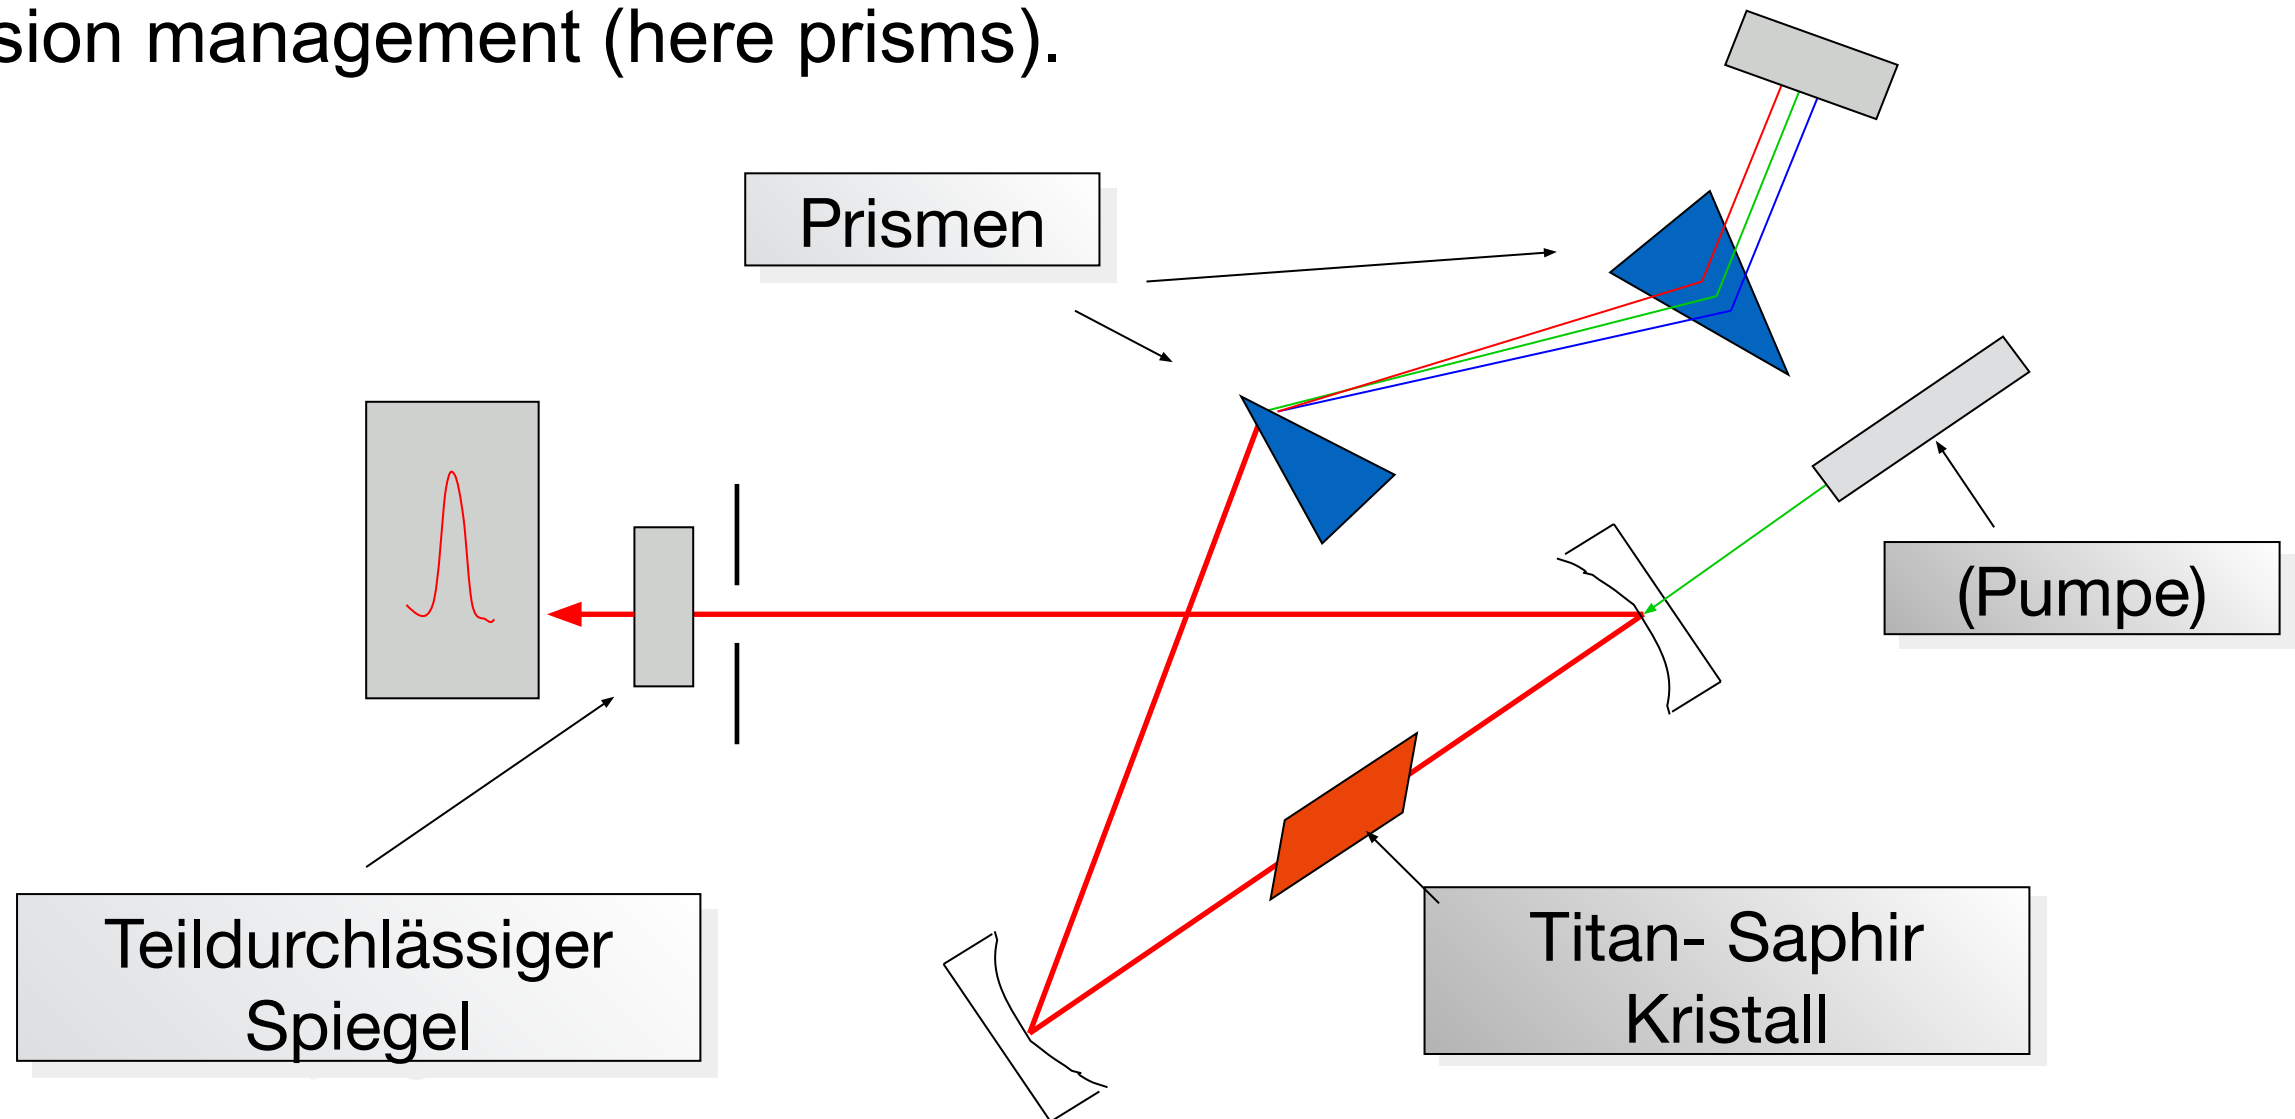 sion management (here prisms).
Prismen
(Pumpe)
Teildurchlässiger
Spiegel
Titan- Saphir
Kristall